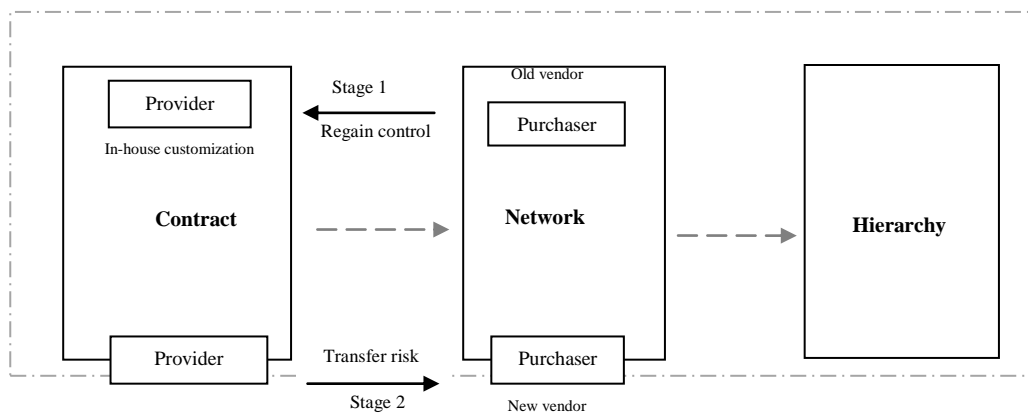 Old vendor
Stage 1
Provider
Purchaser
Regain control
In-house customization
Contract
Network
Hierarchy
Provider
Transfer risk
Purchaser
Stage 2
New vendor